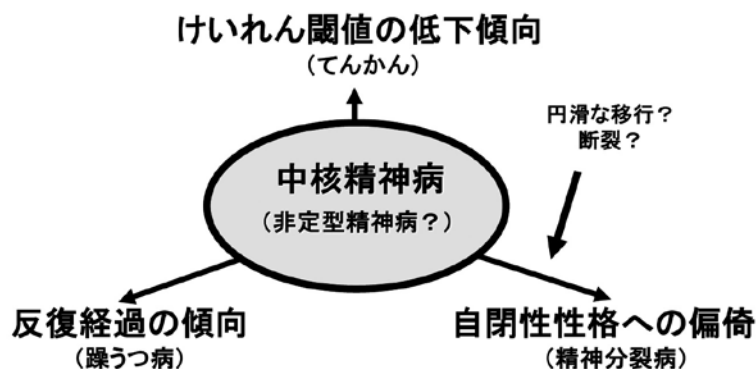 けいれん閾値の低下傾向
（てんかん）
円滑な移行？
断裂？
中核精神病
（非定型精神病？）
反復経過の傾向
（躁うつ病）
自閉性性格への偏倚
（精神分裂病）